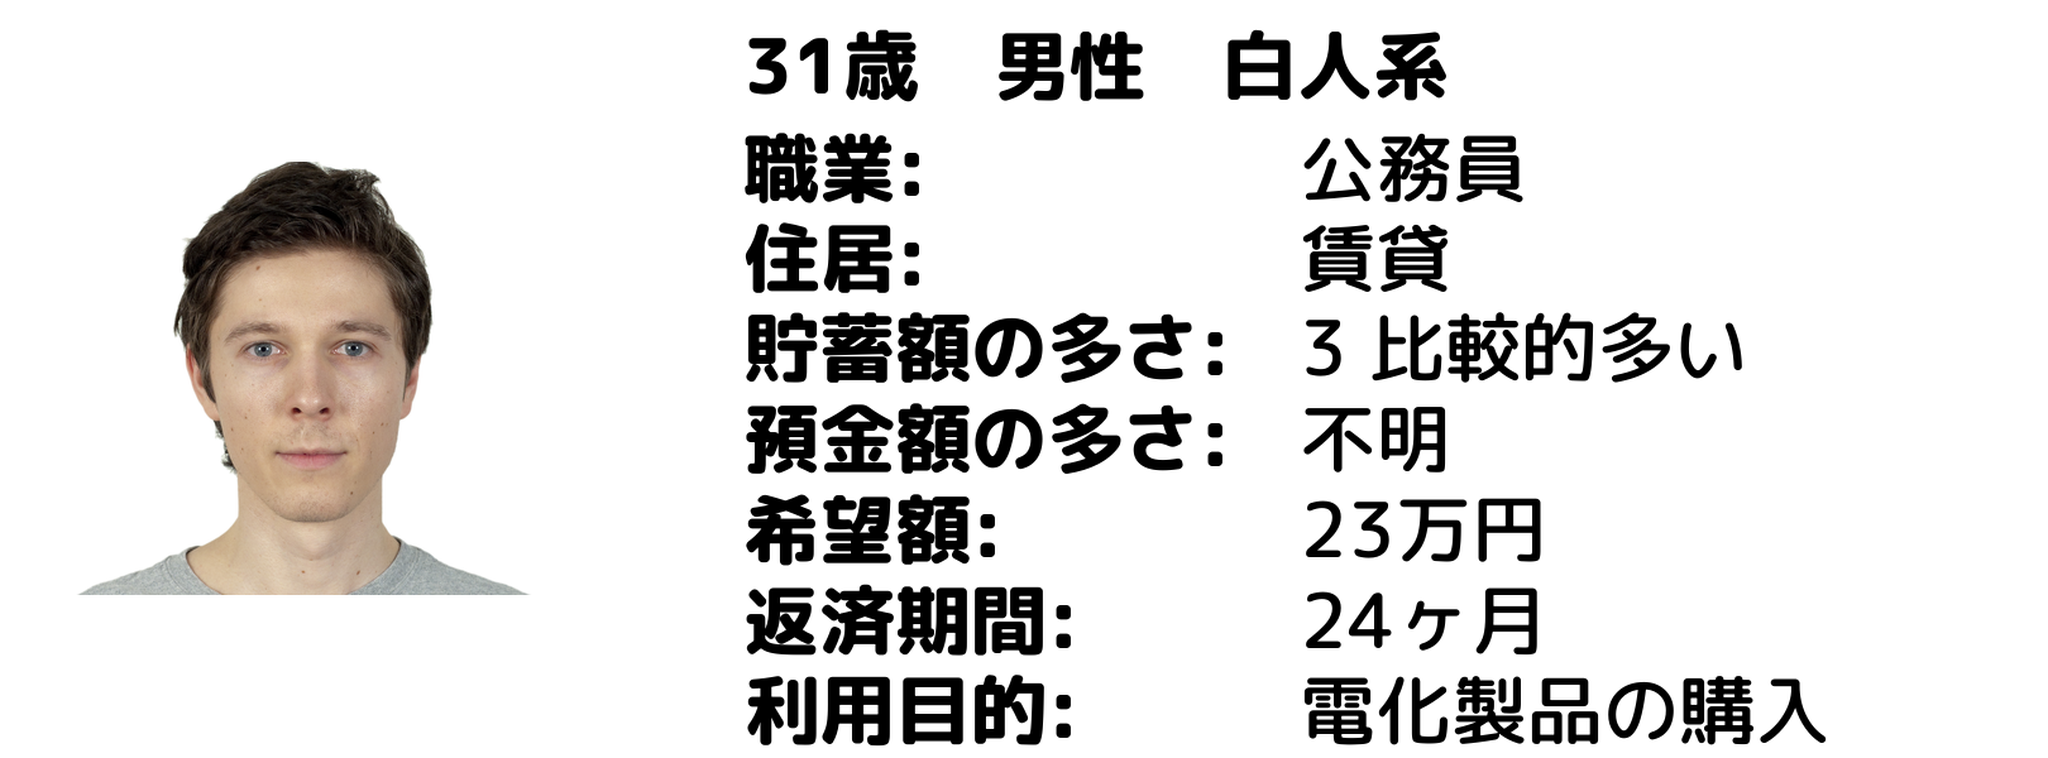 31歳　男性　白人系
職業: 公務員
住居: 賃貸
貯蓄額の多さ: 3 比較的多い
預金額の多さ: 不明
希望額: 23万円
返済期間: 24ヶ月
利用目的: 電化製品の購入